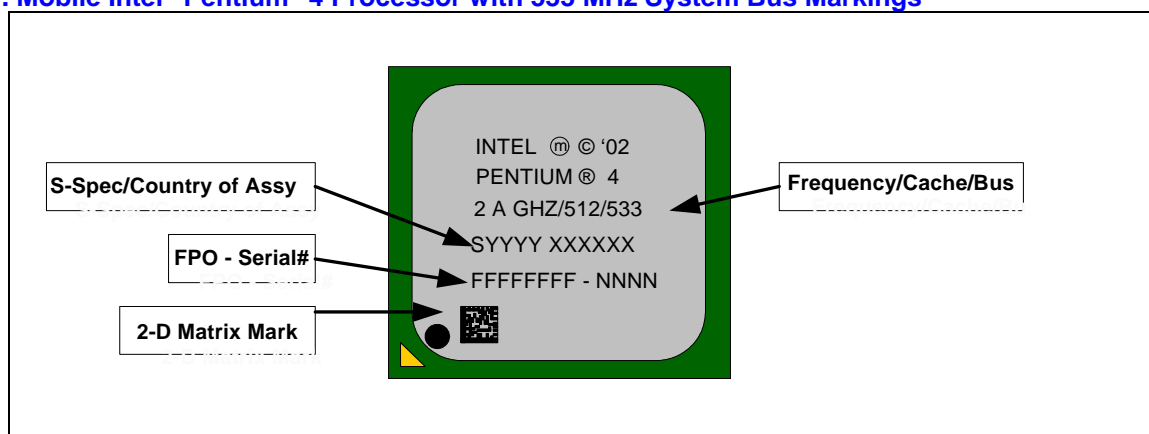 . Mobile Intel Pentium 4 Processor with 533 MHz System Bus Markings
INTEL ⓜ © ‘02
PENTIUM ® 4
2 A GHZ/512/533
SYYYY XXXXXX
FFFFFFFF - NNNN
S-Spec/Country of Assy
FPO - Serial#
2-D Matrix Mark
Frequency/Cache/Bus